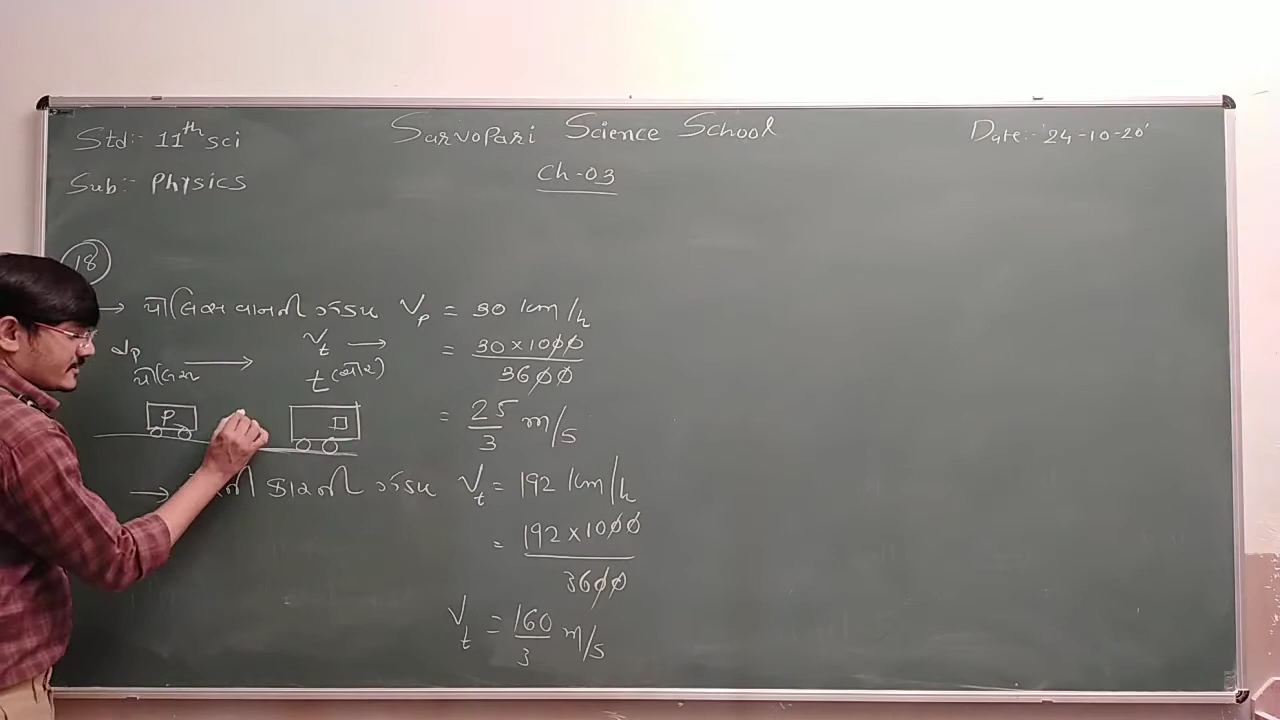 Std:- 11th sci
Sarvopari Science School
Date:- '24-10-20'
Sub:- Physics
Ch-03
18
→ પોલિસ વાનની ઝડપ Vp = 30 km/h
Vp
પોલિસ
Vt
t (ચોર)
= 30 × 1000 / 3600
P
= 25/3 m/s
→ કારની ઝડપ Vt = 192 km/h
= 192 × 1000 / 3600
Vt = 160/3 m/s